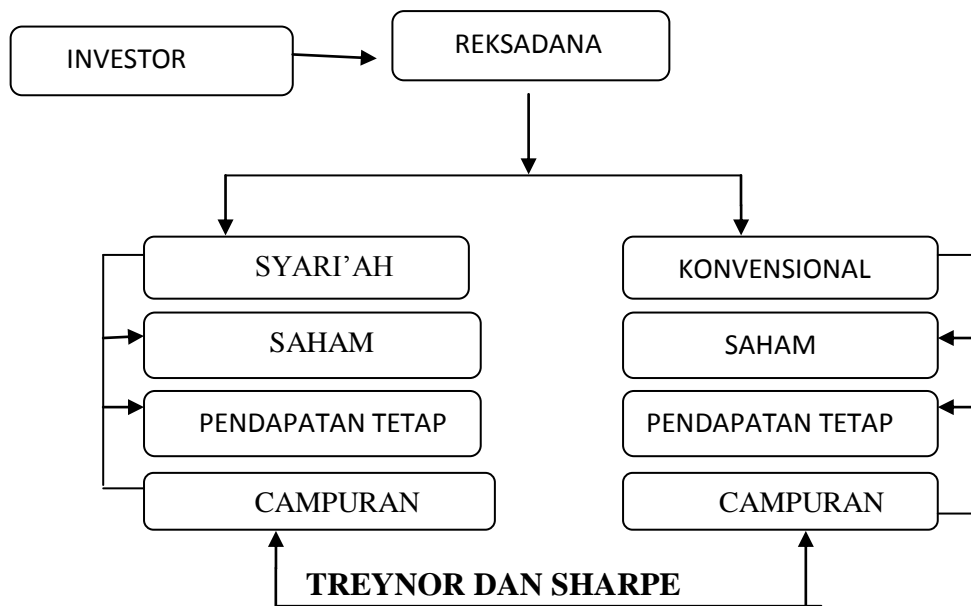 INVESTOR
REKSADANA
SYARI’AH
KONVENSIONAL
SAHAM
SAHAM
PENDAPATAN TETAP
PENDAPATAN TETAP
CAMPURAN
CAMPURAN
TREYNOR DAN SHARPE